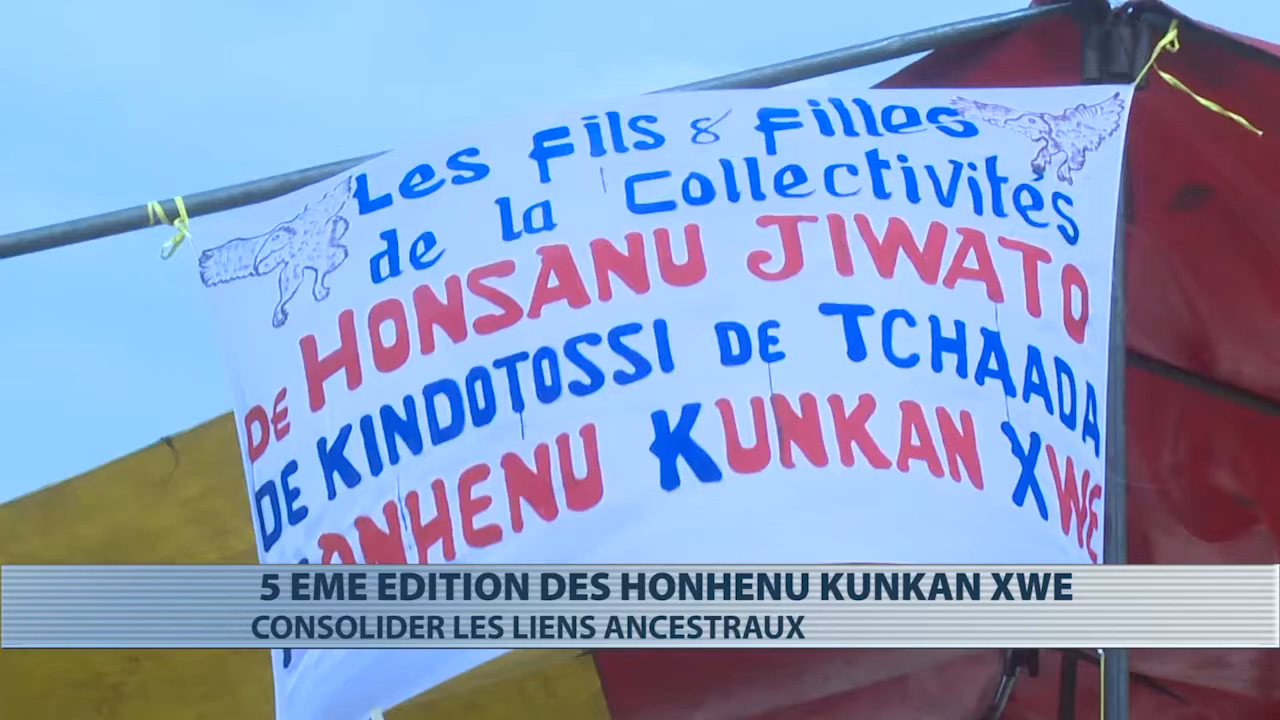 Les Fils & Filles
de la Collectivités
DE HONSANU JIWATO
DE KINDOTOSSI DE TCHAADA
HONHENU KUNKAN XWE
5 EME EDITION DES HONHENU KUNKAN XWE
CONSOLIDER LES LIENS ANCESTRAUX